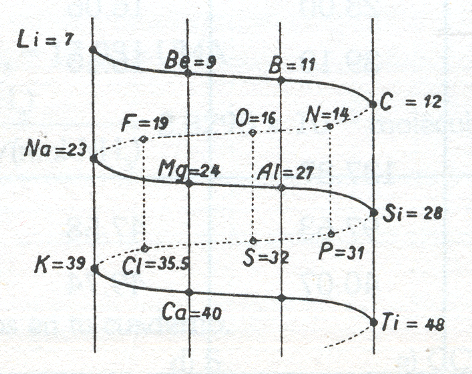 Li = 7
Be=9
B=11
C = 12
F=19
O=16
N=14
Na=23
Mg=24
Al=27
Si= 28
K=39
Cl=35.5
S=32
P=31
Ca=40
Ti = 48